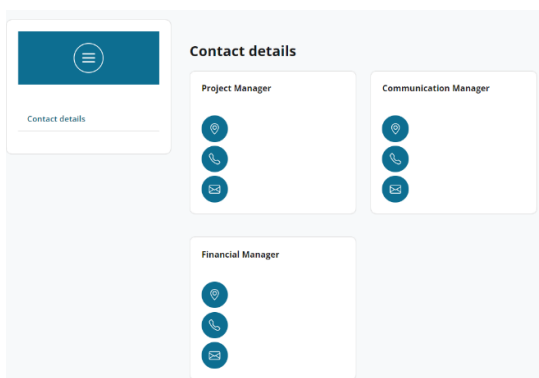 Contact details
Contact details
Project Manager
Communication Manager
Financial Manager